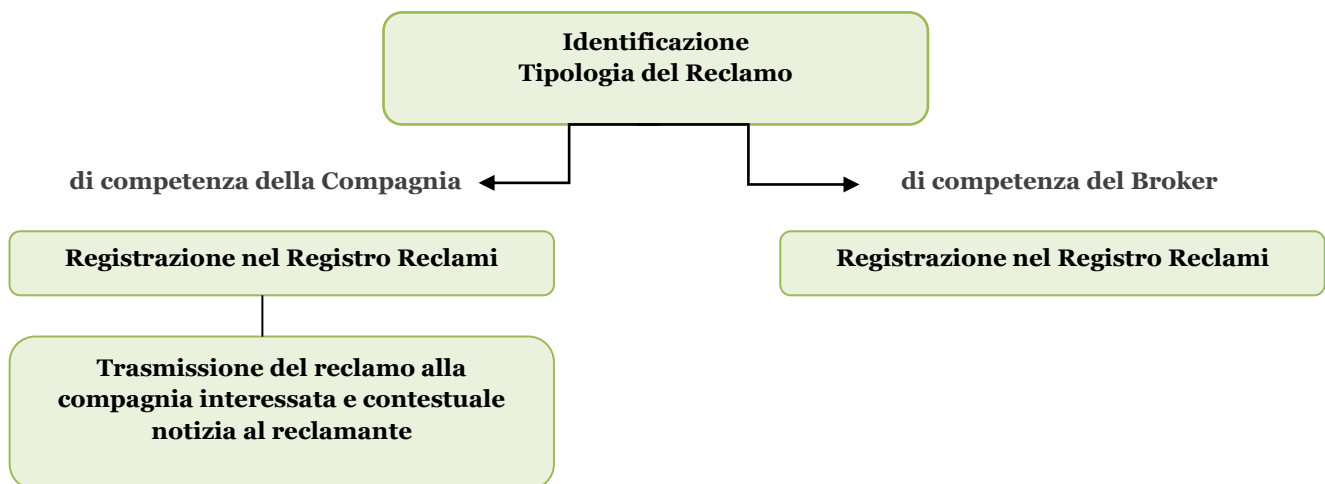 Identificazione
Tipologia del Reclamo
di competenza della Compagnia
di competenza del Broker
Registrazione nel Registro Reclami
Registrazione nel Registro Reclami
Trasmissione del reclamo alla
compagnia interessata e contestuale
notizia al reclamante